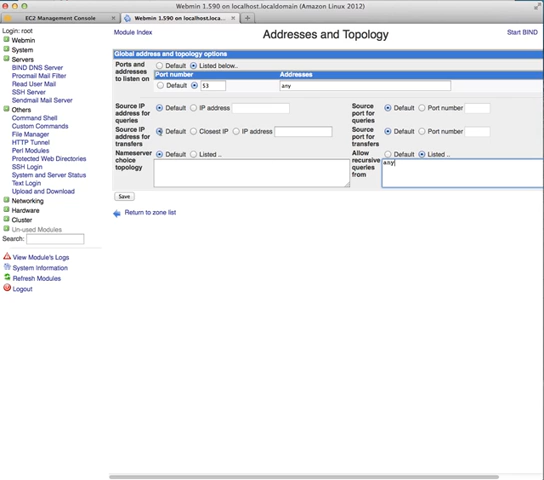 Webmin 1.590 on localhost.localdomain (Amazon Linux 2012)
EC2 Management Console
Webmin 1.590 on localhost.loca...
Login: root
Webmin
System
Servers
BIND DNS Server
Procmail Mail Filter
Read User Mail
SSH Server
Sendmail Mail Server
Others
Command Shell
Custom Commands
File Manager
HTTP Tunnel
Perl Modules
Protected Web Directories
SSH Login
System and Server Status
Text Login
Upload and Download
Networking
Hardware
Cluster
Un-used Modules
Search:
View Module's Logs
System Information
Refresh Modules
Logout
Module Index
Addresses and Topology
Start BIND
Global address and topology options
Ports and addresses to listen on
Default Listed below..
Port number Addresses
Default 53 any
Source IP address for queries
Default IP address
Source port for queries
Default Port number
Source IP address for transfers
Default Closest IP IP address
Source port for transfers
Default Port number
Nameserver choice topology
Default Listed ..
Allow recursive queries from
Default Listed ..
any
Save
Return to zone list